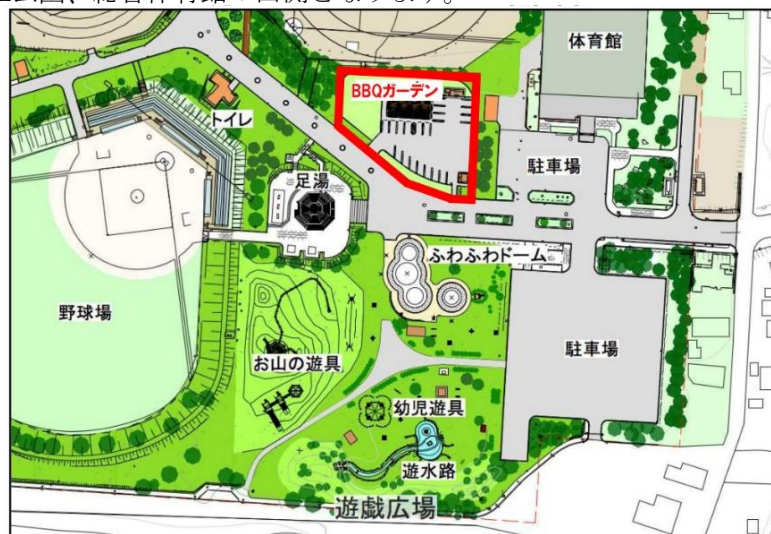 体育館
BBQガーデン
トイレ
駐車場
足湯
ふわふわドーム
野球場
駐車場
お山の遊具
幼児遊具
遊水路
遊戯広場